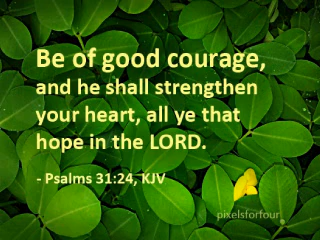 Be of good courage,
and he shall strengthen
your heart, all ye that
hope in the LORD.
- Psalms 31:24, KJV
pixelsforfour